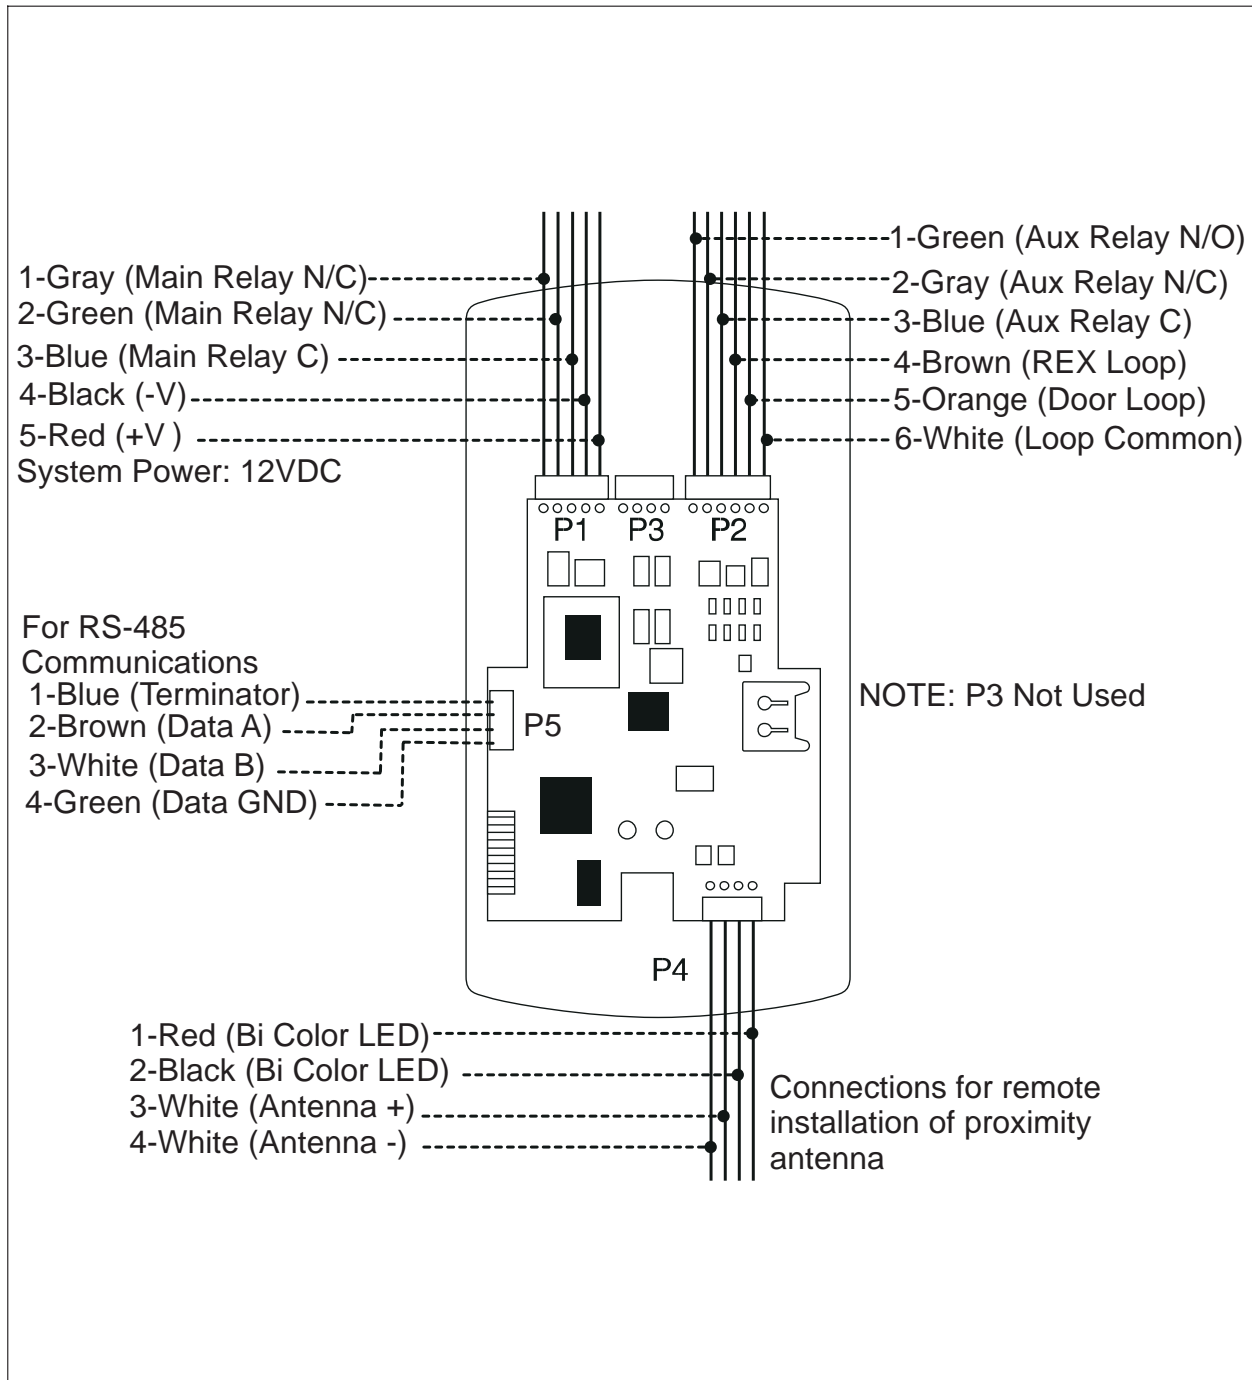 1-Gray (Main Relay N/C)
2-Green (Main Relay N/C)
3-Blue (Main Relay C)
4-Black (-V)
5-Red (+V )
System Power: 12VDC
1-Green (Aux Relay N/O)
2-Gray (Aux Relay N/C)
3-Blue (Aux Relay C)
4-Brown (REX Loop)
5-Orange (Door Loop)
6-White (Loop Common)
P1
P3
P2
For RS-485
Communications
1-Blue (Terminator)
2-Brown (Data A)
3-White (Data B)
4-Green (Data GND)
P5
NOTE: P3 Not Used
P4
1-Red (Bi Color LED)
2-Black (Bi Color LED)
3-White (Antenna +)
4-White (Antenna -)
Connections for remote
installation of proximity
antenna